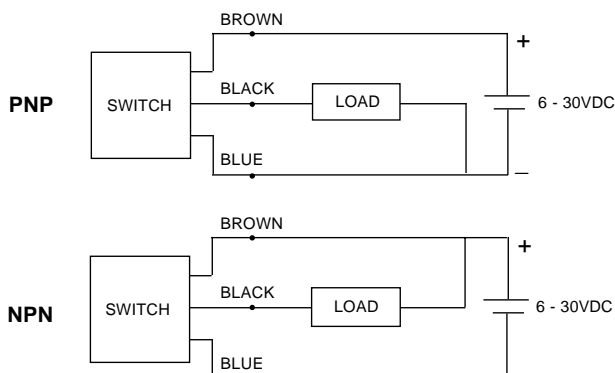 BROWN
+
PNP
SWITCH
BLACK
LOAD
6 - 30VDC
BLUE
–
BROWN
+
NPN
SWITCH
BLACK
LOAD
6 - 30VDC
BLUE